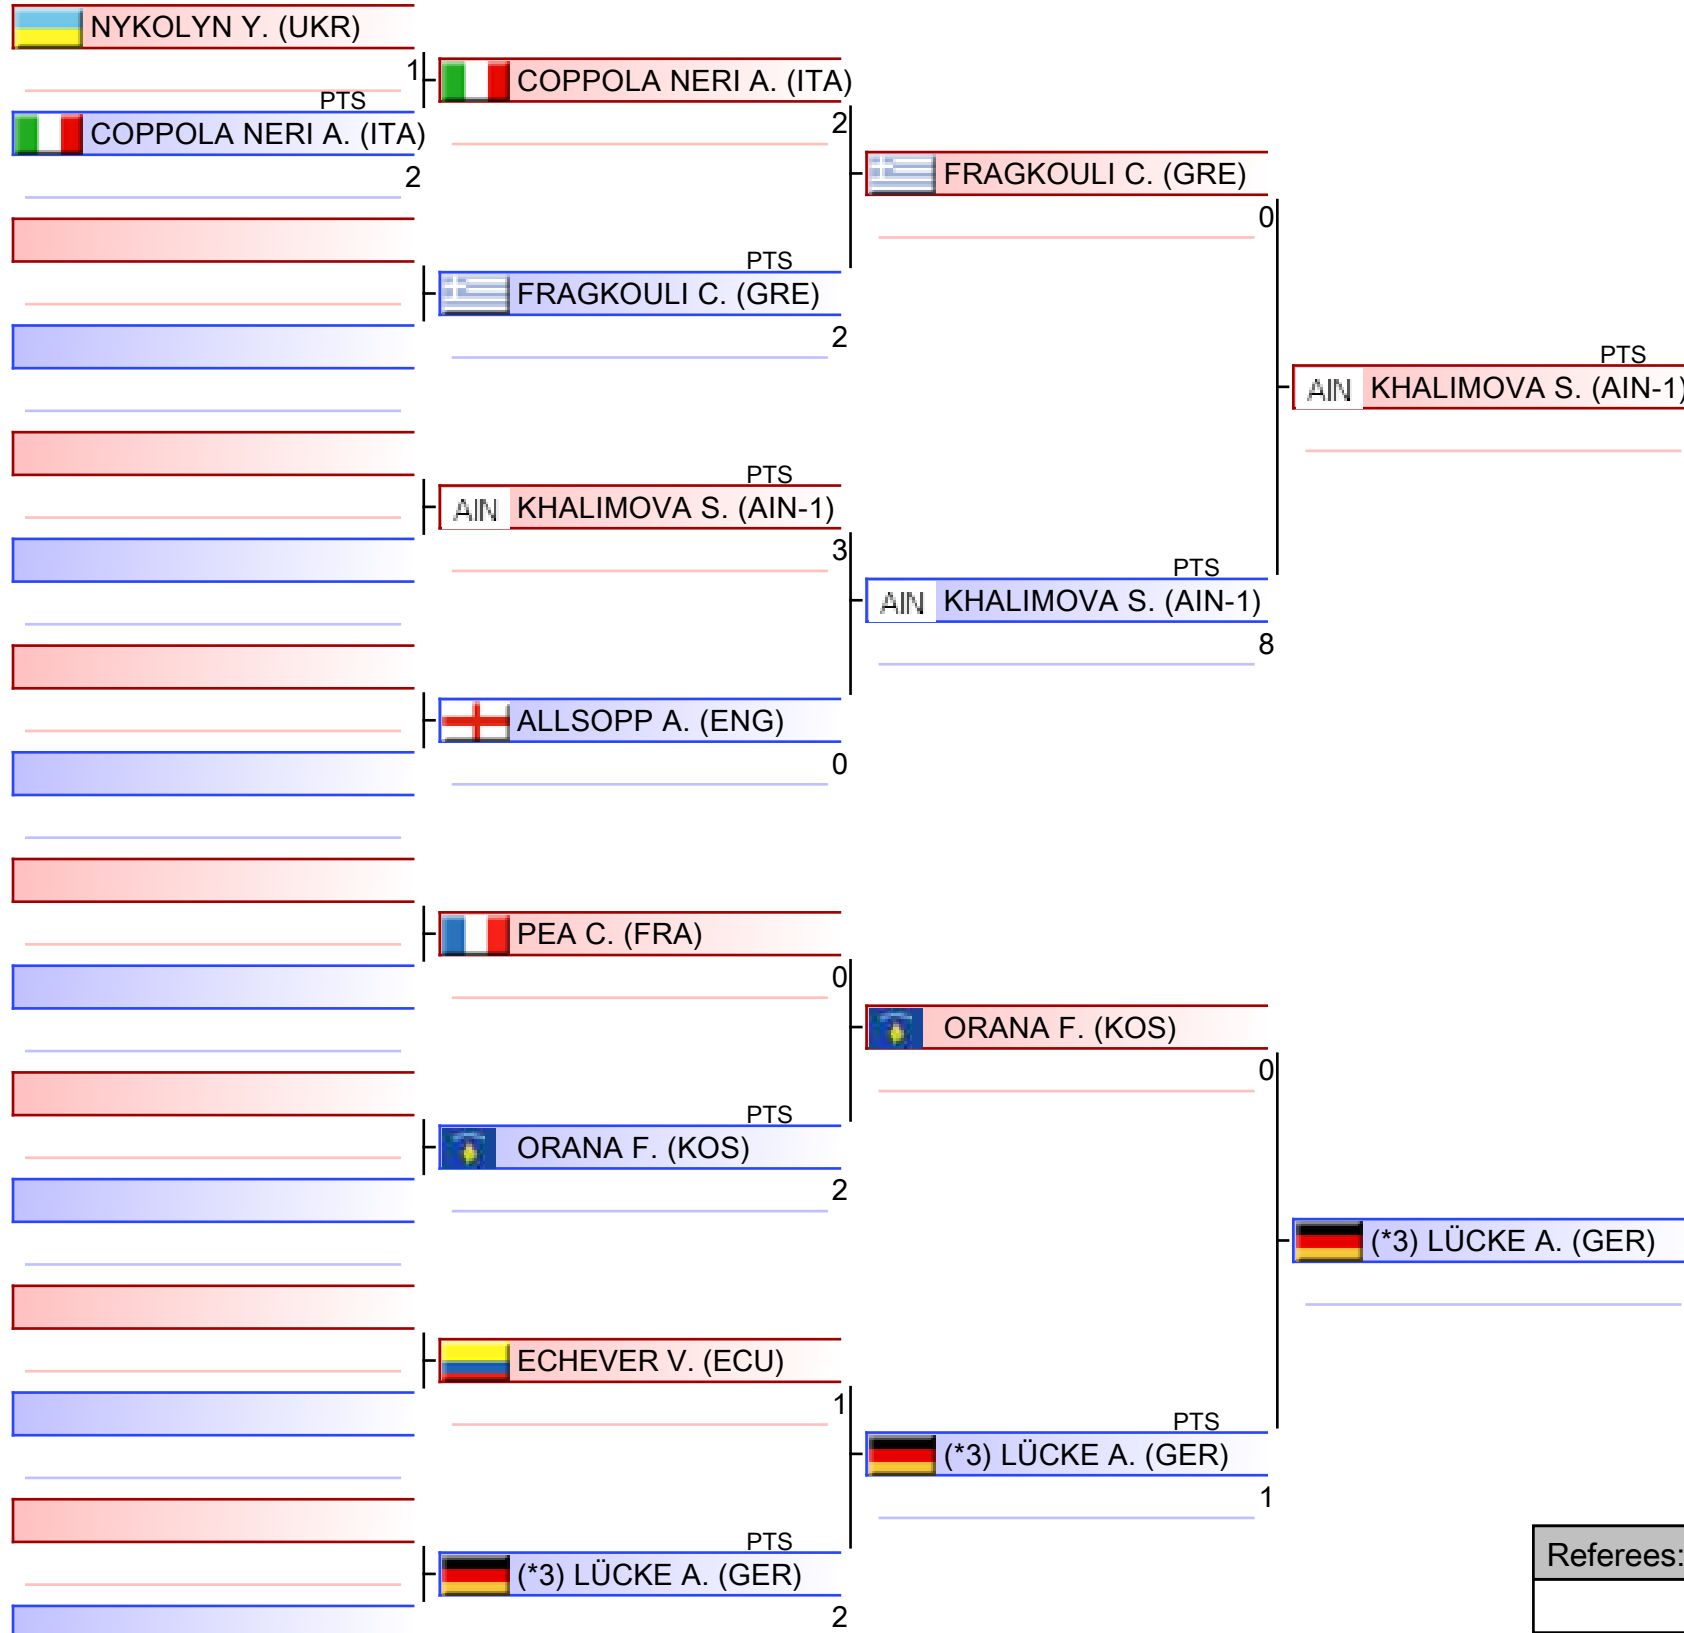 NYKOLYN Y. (UKR)
1
PTS
COPPOLA NERI A. (ITA)
2
COPPOLA NERI A. (ITA)
2
PTS
FRAGKOULI C. (GRE)
2
PTS
AIN KHALIMOVA S. (AIN-1)
3
ALLSOPP A. (ENG)
0
PEA C. (FRA)
0
PTS
ORANA F. (KOS)
2
ECHEVER V. (ECU)
1
PTS
(*3) LÜCKE A. (GER)
2
FRAGKOULI C. (GRE)
0
PTS
AIN KHALIMOVA S. (AIN-1)
8
ORANA F. (KOS)
0
PTS
(*3) LÜCKE A. (GER)
1
PTS
AIN KHALIMOVA S. (AIN-1)
(*3) LÜCKE A. (GER)
Referees: